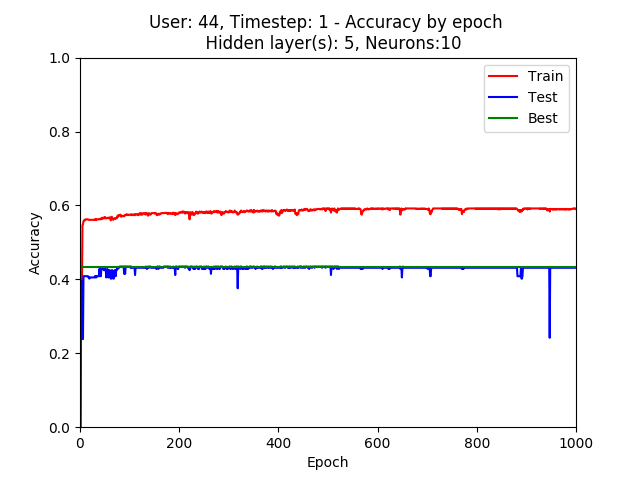 User: 44, Timestep: 1 - Accuracy by epoch
Hidden layer(s): 5, Neurons:10
1.0
0.8
0.6
0.4
0.2
0.0
Accuracy
Train
Test
Best
0 200 400 600 800 1000
Epoch